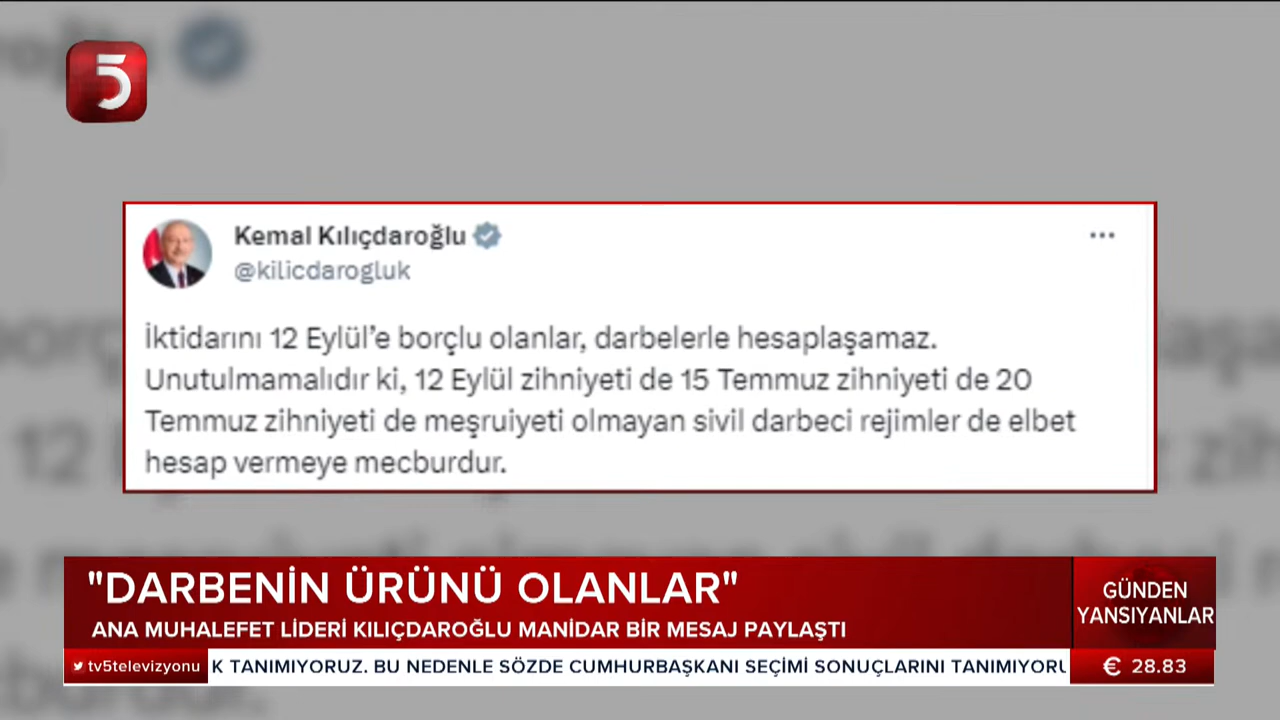 5
Kemal Kılıçdaroğlu
@kilicdarogluk
İktidarını 12 Eylül’e borçlu olanlar, darbelerle hesaplaşamaz.
Unutulmamalıdır ki, 12 Eylül zihniyeti de 15 Temmuz zihniyeti de 20
Temmuz zihniyeti de meşruiyeti olmayan sivil darbeci rejimler de elbet
hesap vermeye mecburdur.
"DARBENİN ÜRÜNÜ OLANLAR"
ANA MUHALEFET LİDERİ KILIÇDAROĞLU MANİDAR BİR MESAJ PAYLAŞTI
GÜNDEN
YANSIYANLAR
tv5televizyonu
K TANIMIYORUZ. BU NEDENLE SÖZDE CUMHURBAŞKANI SEÇİMİ SONUÇLARINI TANIMIYORU
€ 28.83